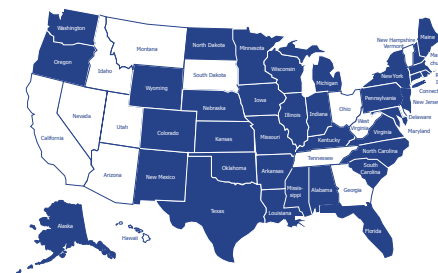 Washington
Oregon
California
Nevada
Idaho
Montana
Wyoming
Utah
Arizona
Colorado
New Mexico
North Dakota
South Dakota
Nebraska
Kansas
Oklahoma
Texas
Minnesota
Iowa
Missouri
Arkansas
Louisiana
Wisconsin
Illinois
Michigan
Indiana
Ohio
Kentucky
Tennessee
Missis-
sippi
Alabama
Georgia
Florida
South
Carolina
North Carolina
Virginia
West
Virginia
Pennsylvania
New York
New Hampshire
Vermont
Maine
Ma
chu
R
I
Connect
New Jerse
Delaware
Maryland
Alaska
Hawaii